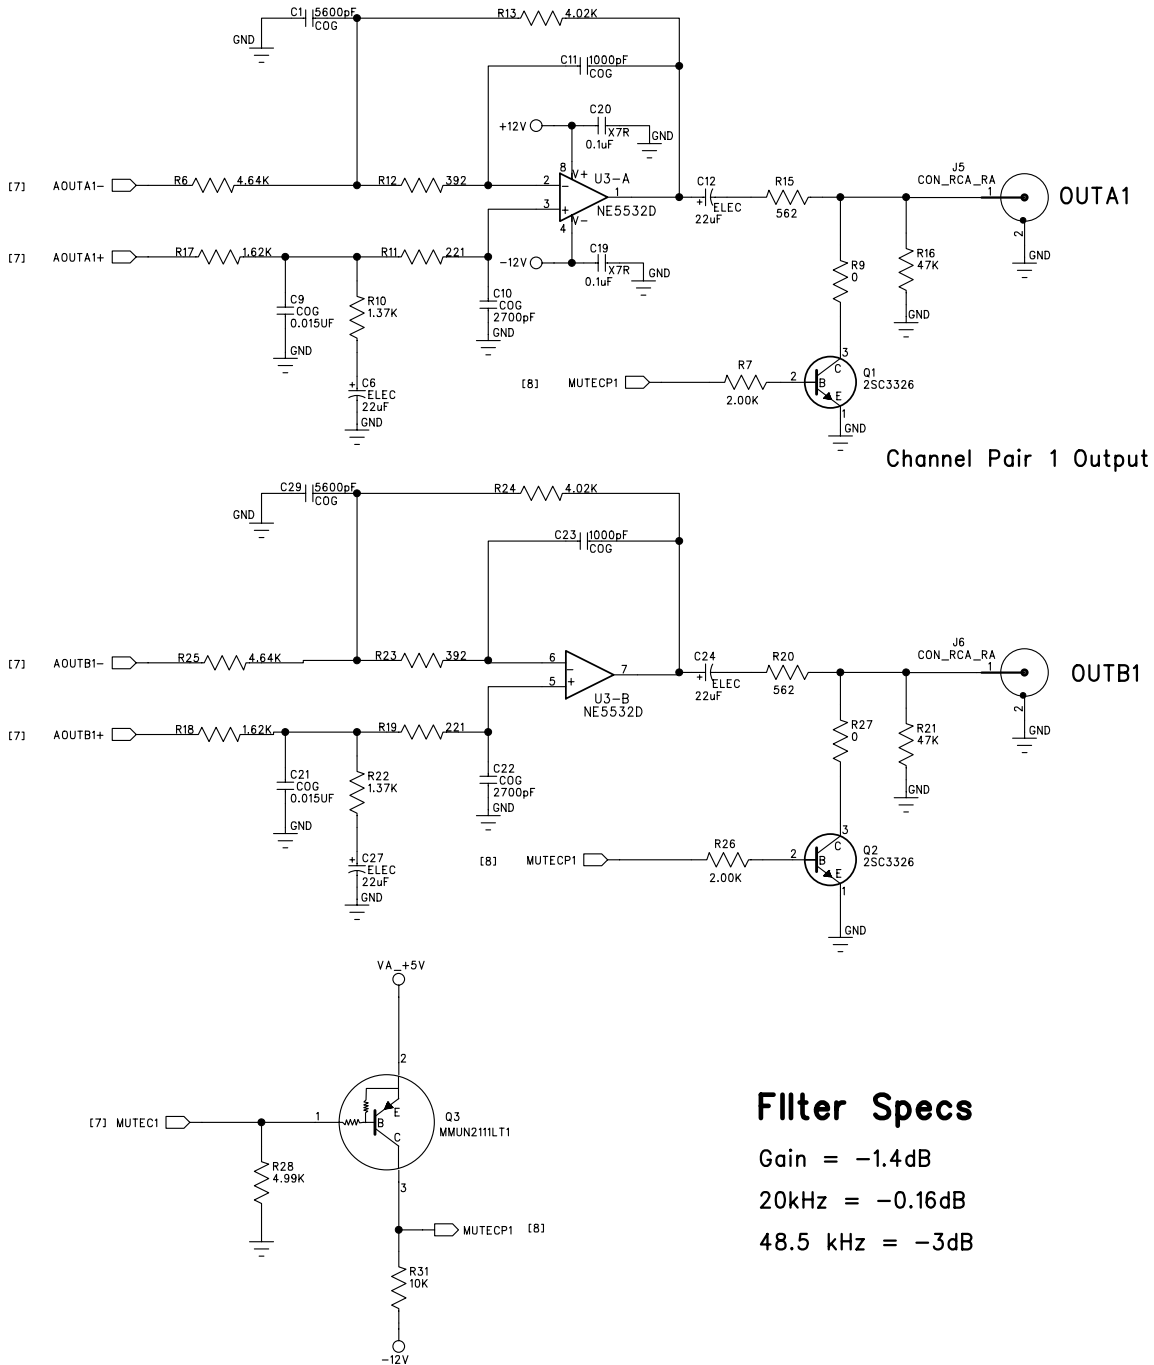 C1 5600pF
COG
GND
R13 4.02K
C11 1000pF
COG
C20
+12V
X7R
0.1uF
GND
[7] AOUTA1- R6 4.64K
R12 392
2
8
V+
U3-A
1
NE5532D
3
4
V-
C12
+ ELEC
22uF
R15
562
J5
CON_RCA_RA
1
2
OUTA1
GND
[7] AOUTA1+ R17 1.62K
R11 221
-12V
C19
X7R
0.1uF
GND
R9
0
R16
47K
GND
C9
COG
0.015UF
GND
R10
1.37K
C10
COG
2700pF
GND
+ C6
ELEC
22uF
GND
[8] MUTECP1
R7
2.00K
2
3
C
B
E
1
Q1
2SC3326
GND
Channel Pair 1 Output
C29 5600pF
COG
GND
R24 4.02K
C23 1000pF
COG
[7] AOUTB1- R25 4.64K
R23 392
6
7
5
U3-B
NE5532D
C24
+ ELEC
22uF
R20
562
J6
CON_RCA_RA
1
2
OUTB1
GND
[7] AOUTB1+ R18 1.62K
R19 221
R27
0
R21
47K
GND
C21
COG
0.015UF
GND
R22
1.37K
C22
COG
2700pF
GND
+ C27
ELEC
22uF
GND
[8] MUTECP1
R26
2.00K
2
3
C
B
E
1
Q2
2SC3326
GND
VA_+5V
2
[7] MUTEC1
1
B
E
C
Q3
MMUN2111LT1
R28
4.99K
3
MUTECP1 [8]
R31
10K
-12V
FIlter Specs
Gain = -1.4dB
20kHz = -0.16dB
48.5 kHz = -3dB